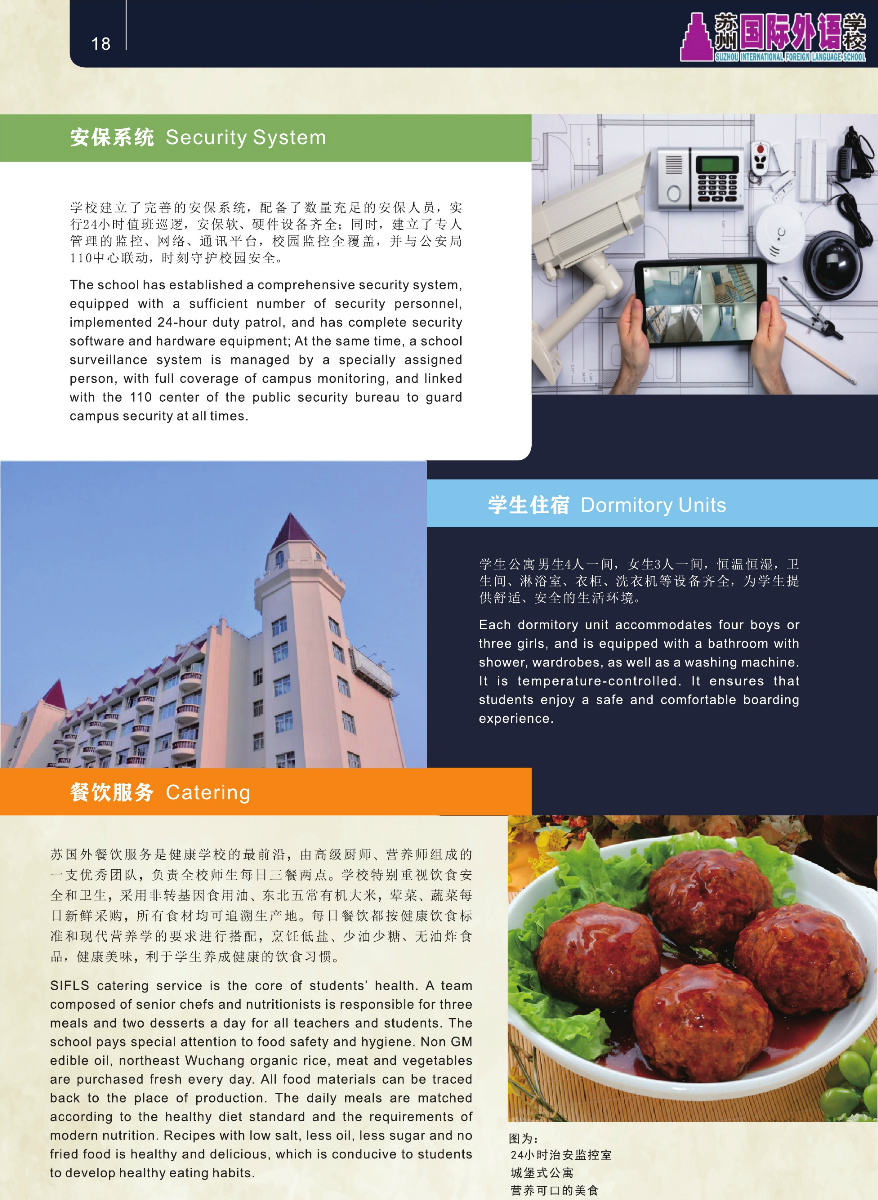 18
苏州国际外语学校
SUZHOU INTERNATIONAL FOREIGN LANGUAGE SCHOOL
安保系统 Security System
学校建立了完善的安保系统，配备了数量充足的安保人员，实
行24小时值班巡逻，安保软、硬件设备齐全；同时，建立了专人
管理的监控、网络、通讯平台，校园监控全覆盖，并与公安局
110中心联动，时刻守护校园安全。
The school has established a comprehensive security system,
equipped with a sufficient number of security personnel,
implemented 24-hour duty patrol, and has complete security
software and hardware equipment; At the same time, a school
surveillance system is managed by a specially assigned
person, with full coverage of campus monitoring, and linked
with the 110 center of the public security bureau to guard
campus security at all times.
学生住宿 Dormitory Units
学生公寓男生4人一间，女生3人一间，恒温恒湿，卫
生间、淋浴室、衣柜、洗衣机等设备齐全，为学生提
供舒适、安全的生活环境。
Each dormitory unit accommodates four boys or
three girls, and is equipped with a bathroom with
shower, wardrobes, as well as a washing machine.
It is temperature-controlled. It ensures that
students enjoy a safe and comfortable boarding
experience.
餐饮服务 Catering
苏国外餐饮服务是健康学校的最前沿，由高级厨师、营养师组成的
一支优秀团队，负责全校师生每日三餐两点。学校特别重视饮食安
全和卫生，采用非转基因食用油、东北五常有机大米，荤菜、蔬菜每
日新鲜采购，所有食材均可追溯生产地。每日餐饮都按健康饮食标
准和现代营养学的要求进行搭配，烹饪低盐、少油少糖、无油炸食
品，健康美味，利于学生养成健康的饮食习惯。
SIFLS catering service is the core of students' health. A team
composed of senior chefs and nutritionists is responsible for three
meals and two desserts a day for all teachers and students. The
school pays special attention to food safety and hygiene. Non GM
edible oil, northeast Wuchang organic rice, meat and vegetables
are purchased fresh every day. All food materials can be traced
back to the place of production. The daily meals are matched
according to the healthy diet standard and the requirements of
modern nutrition. Recipes with low salt, less oil, less sugar and no
fried food is healthy and delicious, which is conducive to students
to develop healthy eating habits.
图为：
24小时治安监控室
城堡式公寓
营养可口的美食